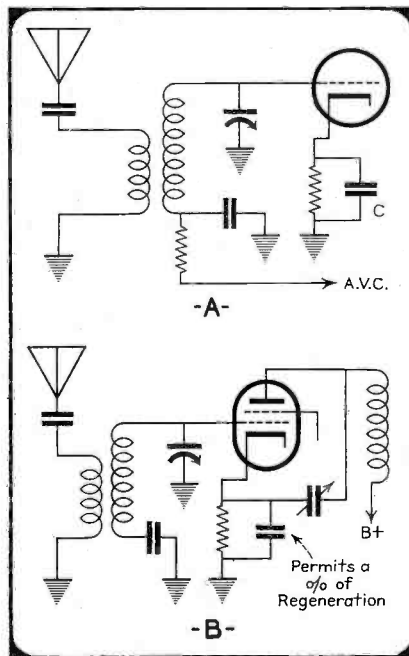 C
A.V.C.
-A-
B+
Permits a
% of
Regeneration
-B-